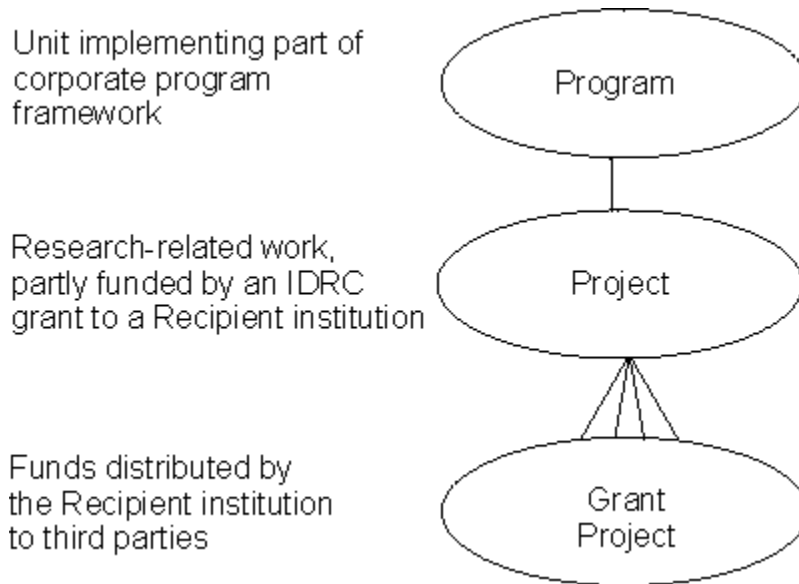 Unit implementing part of
corporate program
framework
Program
Research-related work,
partly funded by an IDRC
grant to a Recipient institution
Project
Funds distributed by
the Recipient institution
to third parties
Grant
Project